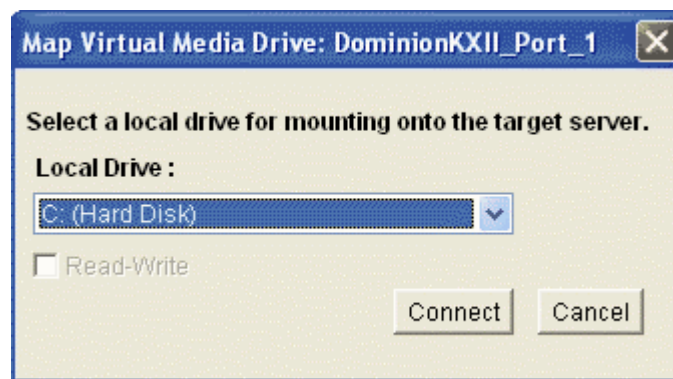 Map Virtual Media Drive: DominionKXII_Port_1
Select a local drive for mounting onto the target server.
Local Drive :
C: (Hard Disk)
Read-Write
Connect Cancel